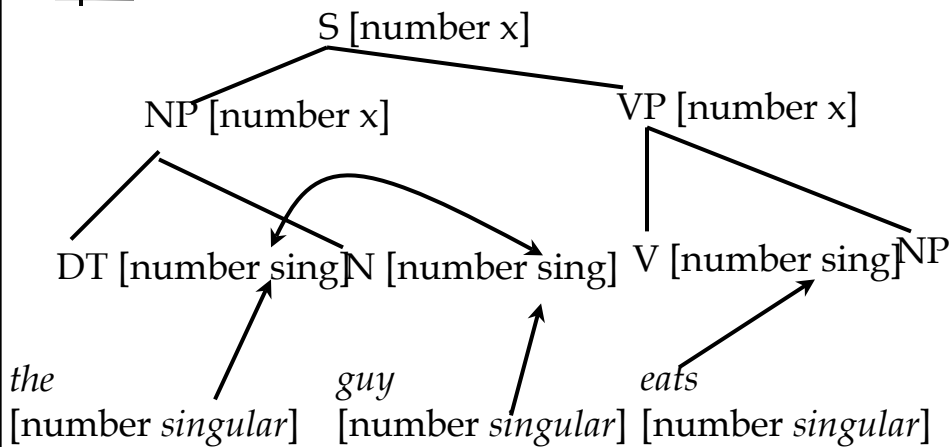 S [number x]
NP [number x] VP [number x]
DT [number sing]N [number sing] V [number sing]NP
the guy eats
[number singular] [number singular] [number singular]